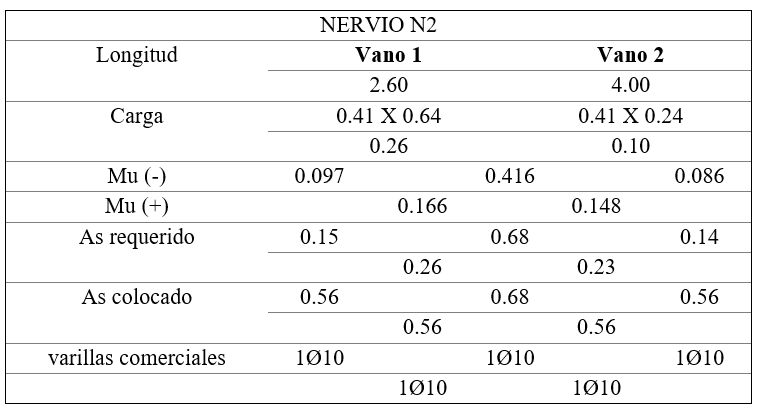 NERVIO N2
Longitud Vano 1 Vano 2
2.60 4.00
Carga 0.41 X 0.64 0.41 X 0.24
0.26 0.10
Mu (-) 0.097 0.416 0.086
Mu (+) 0.166 0.148
As requerido 0.15 0.68 0.14
0.26 0.23
As colocado 0.56 0.68 0.56
0.56 0.56
varillas comerciales 1Ø10 1Ø10 1Ø10
1Ø10 1Ø10